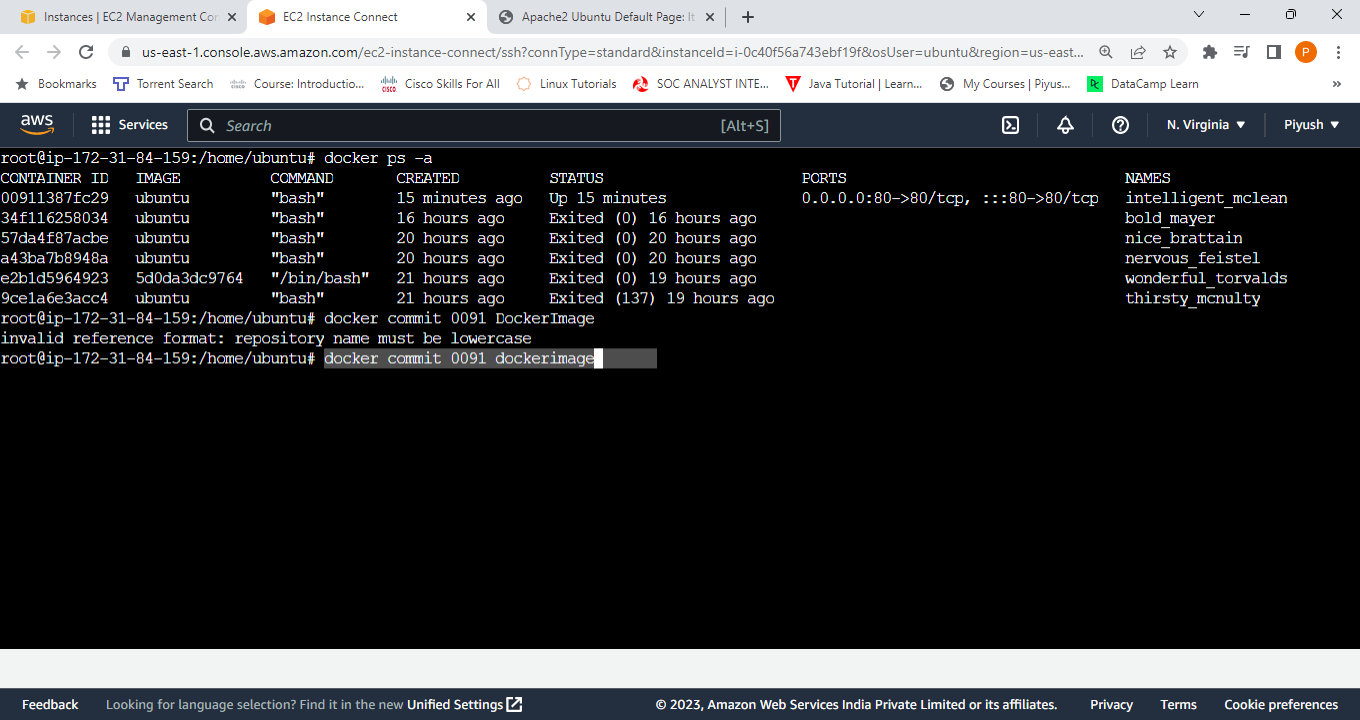 Instances | EC2 Management Con
EC2 Instance Connect
Apache2 Ubuntu Default Page: It
us-east-1.console.aws.amazon.com/ec2-instance-connect/ssh?connType=standard&instanceId=i-0c40f56a743ebf19f&osUser=ubuntu&region=us-east...
P
Bookmarks
Torrent Search
Course: Introductio...
CISCO
Cisco Skills For All
Linux Tutorials
SOC ANALYST INTE...
Java Tutorial | Learn...
My Courses | Piyus...
DataCamp Learn
»
aws
Services
Search
[Alt+S]
N. Virginia
Piyush
root@ip-172-31-84-159:/home/ubuntu# docker ps -a
CONTAINER ID IMAGE COMMAND CREATED STATUS PORTS NAMES
00911387fc29 ubuntu "bash" 15 minutes ago Up 15 minutes 0.0.0.0:80->80/tcp, :::80->80/tcp intelligent_mclean
34f116258034 ubuntu "bash" 16 hours ago Exited (0) 16 hours ago bold_mayer
57da4f87acbe ubuntu "bash" 20 hours ago Exited (0) 20 hours ago nice_brattain
a43ba7b8948a ubuntu "bash" 20 hours ago Exited (0) 20 hours ago nervous_feistel
e2b1d5964923 5d0da3dc9764 "/bin/bash" 21 hours ago Exited (0) 19 hours ago wonderful_torvalds
9ce1a6e3acc4 ubuntu "bash" 21 hours ago Exited (137) 19 hours ago thirsty_mcnulty
root@ip-172-31-84-159:/home/ubuntu# docker commit 0091 DockerImage
invalid reference format: repository name must be lowercase
root@ip-172-31-84-159:/home/ubuntu# docker commit 0091 dockerimage
Feedback
Looking for language selection? Find it in the new Unified Settings
© 2023, Amazon Web Services India Private Limited or its affiliates.
Privacy
Terms
Cookie preferences